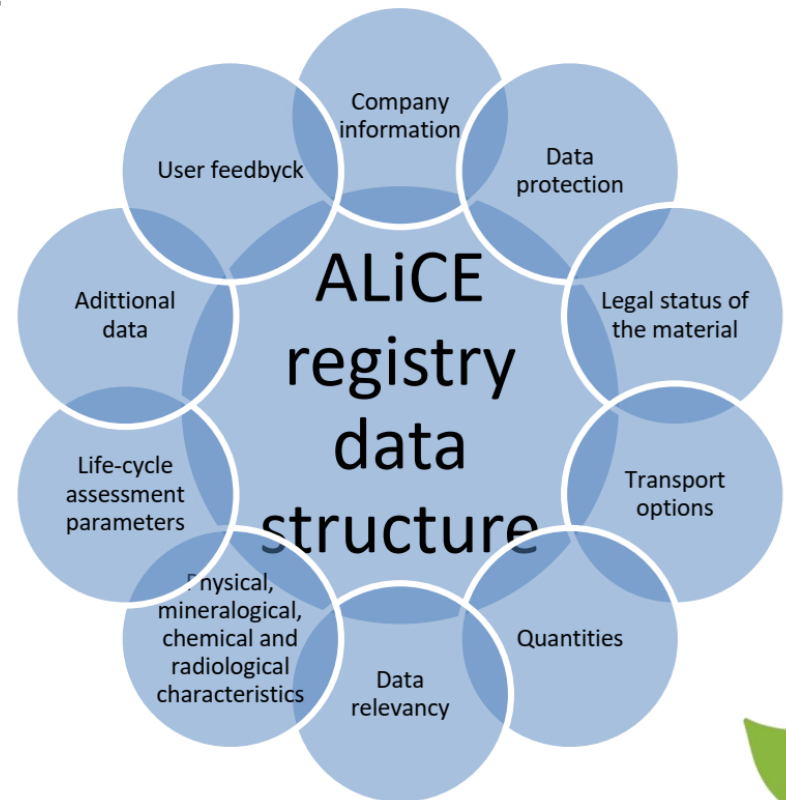 Company
information
Data
protection
Legal status of
the material
Transport
options
Quantities
Data
relevancy
Physical,
mineralogical,
chemical and
radiological
characteristics
Life-cycle
assessment
parameters
Adittional
data
User feedbyck
ALiCE
registry
data
structure